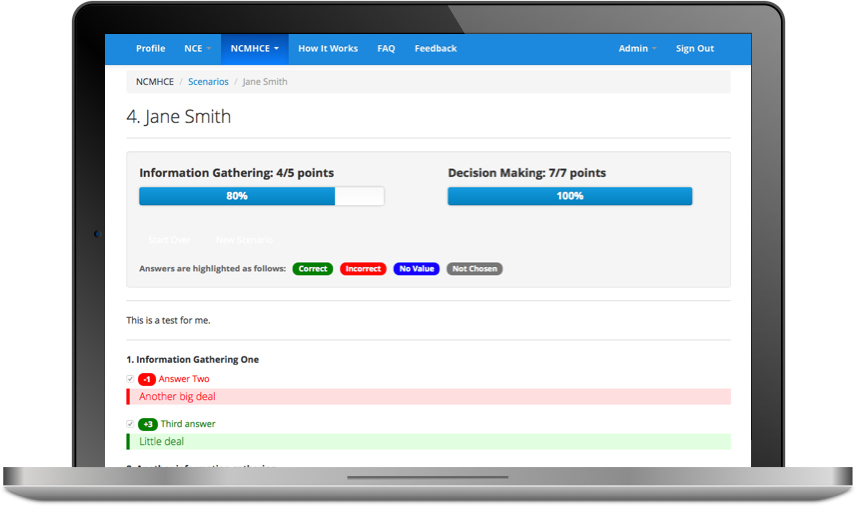 Profile NCE NCMHCE How It Works FAQ Feedback Admin Sign Out
NCMHCE / Scenarios / Jane Smith
4. Jane Smith
Information Gathering: 4/5 points Decision Making: 7/7 points
80% 100%
Start Over New Scenario
Answers are highlighted as follows: Correct Incorrect No Value Not Chosen
This is a test for me.
1. Information Gathering One
-1 Answer Two
Another big deal
+3 Third answer
Little deal